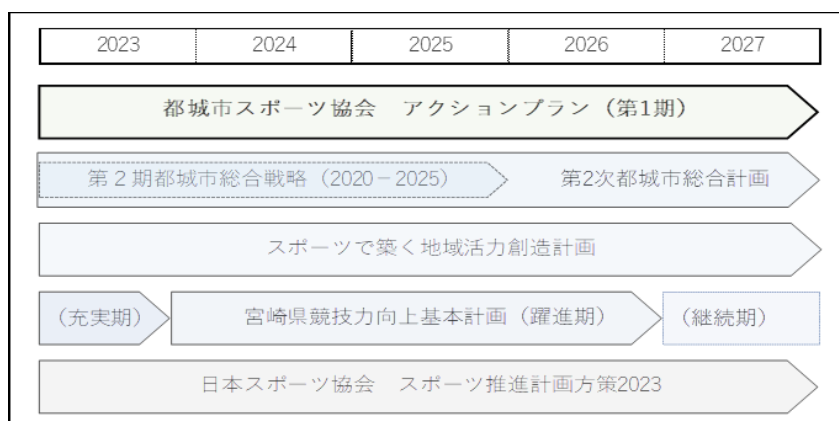 2023 2024 2025 2026 2027
都城市スポーツ協会　アクションプラン（第1期）
第２期都城市総合戦略（2020－2025） 第2次都城市総合計画
スポーツで築く地域活力創造計画
（充実期） 宮崎県競技力向上基本計画（躍進期） （継続期）
日本スポーツ協会　スポーツ推進計画方策2023